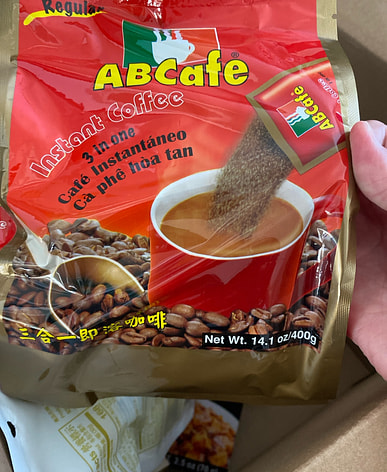 Regular
ABCafe®
Instant Coffee
3 in one
Café Instantáneo
Cà phê hòa tan
ABCafé
三合一即溶咖啡
Net Wt. 14.1 oz/400g